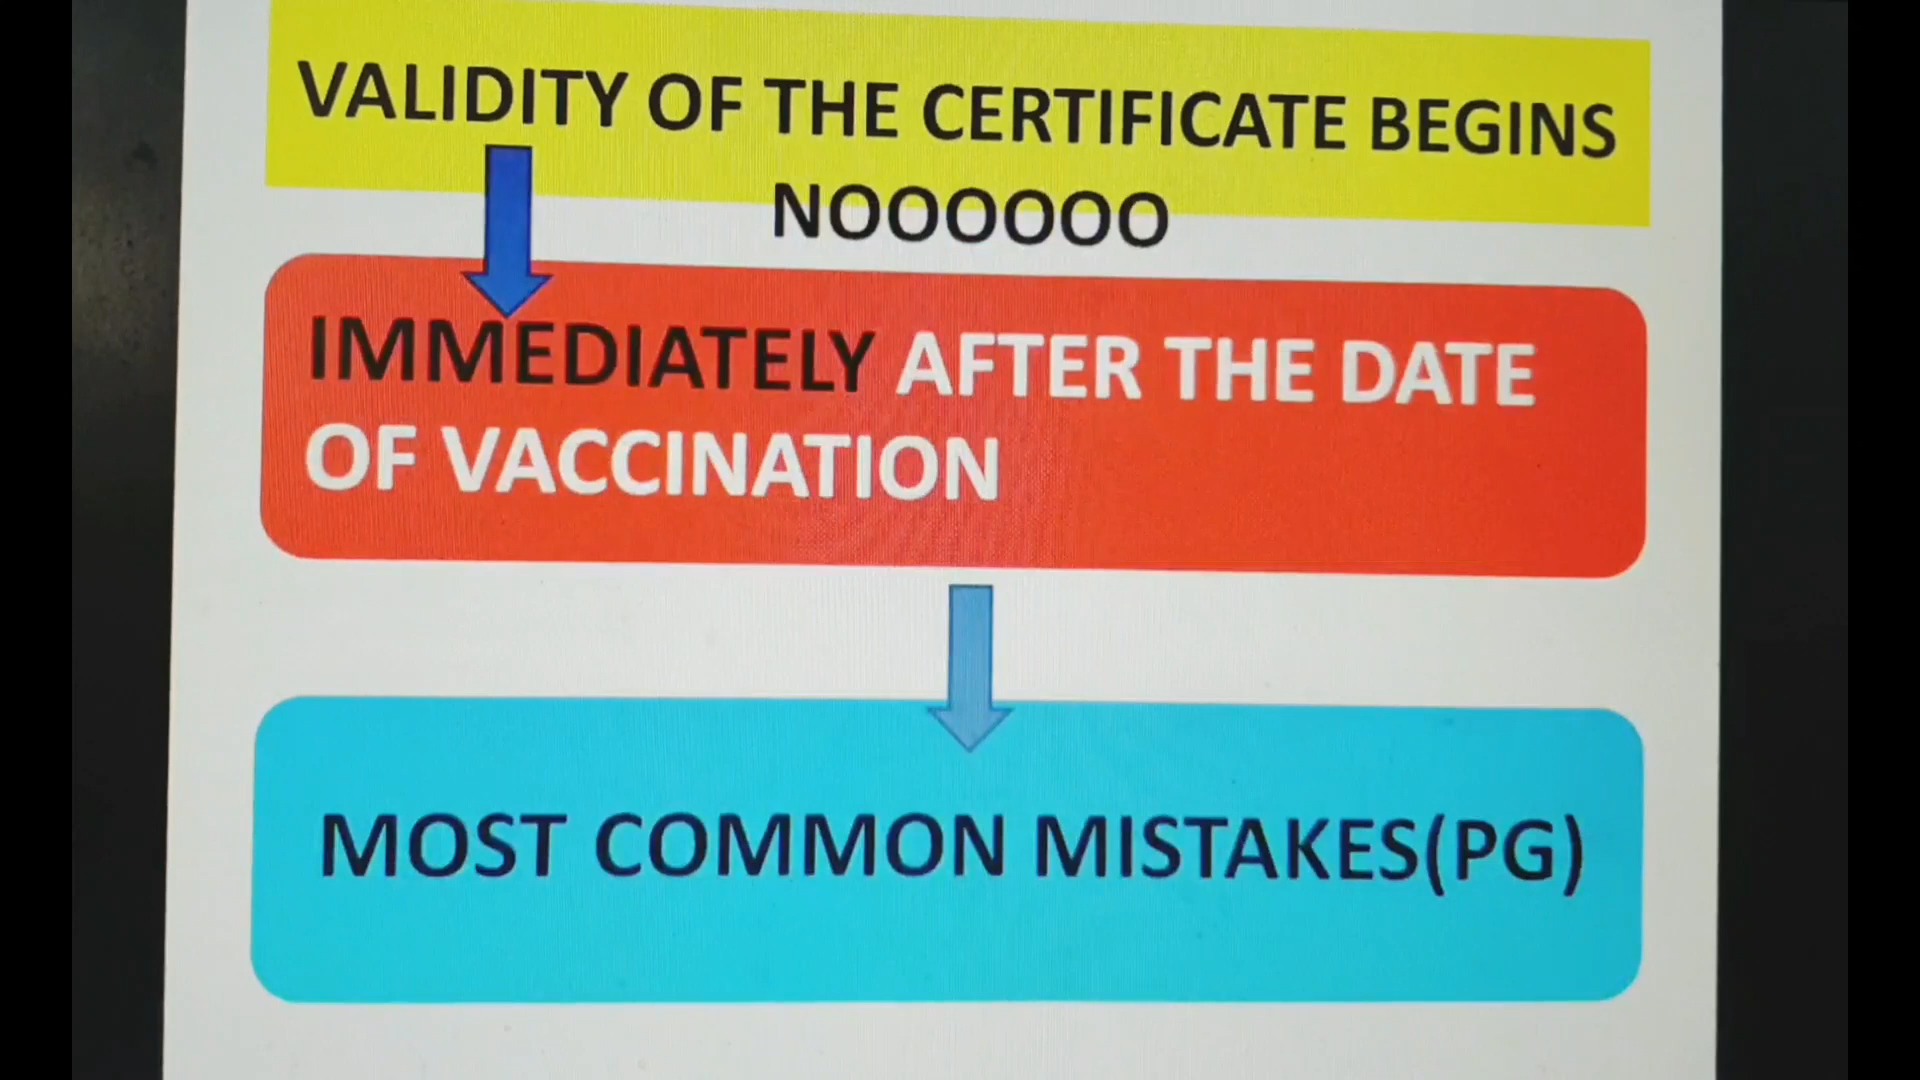 VALIDITY OF THE CERTIFICATE BEGINS
NOOOOOO
IMMEDIATELY AFTER THE DATE
OF VACCINATION
MOST COMMON MISTAKES(PG)